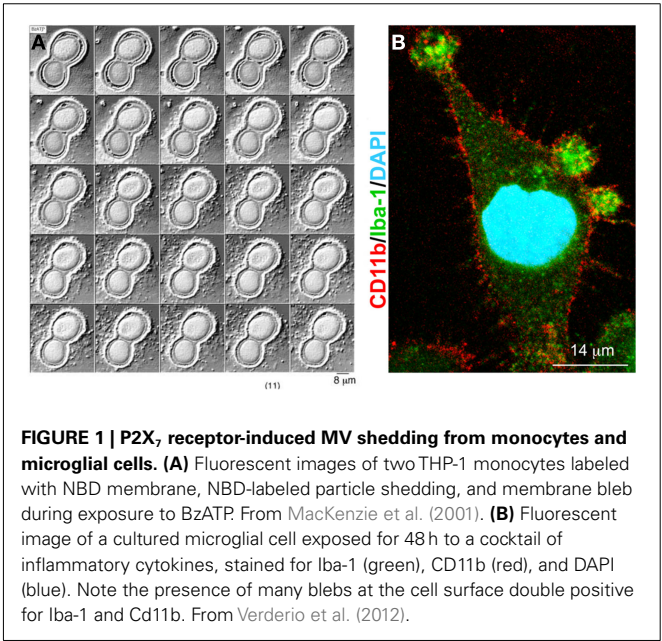 BzATP
A
B
CD11b/Iba-1/DAPI
14 μm
8 μm
(11)
FIGURE 1 | P2X₇ receptor-induced MV shedding from monocytes and
microglial cells. (A) Fluorescent images of two THP-1 monocytes labeled
with NBD membrane, NBD-labeled particle shedding, and membrane bleb
during exposure to BzATP. From MacKenzie et al. (2001). (B) Fluorescent
image of a cultured microglial cell exposed for 48 h to a cocktail of
inflammatory cytokines, stained for Iba-1 (green), CD11b (red), and DAPI
(blue). Note the presence of many blebs at the cell surface double positive
for Iba-1 and Cd11b. From Verderio et al. (2012).